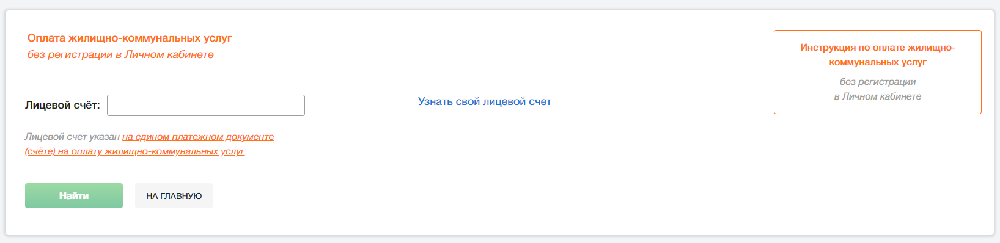 Оплата жилищно-коммунальных услуг
без регистрации в Личном кабинете
Лицевой счёт:
Узнать свой лицевой счет
Лицевой счет указан на едином платежном документе
(счёте) на оплату жилищно-коммунальных услуг
Найти
НА ГЛАВНУЮ
Инструкция по оплате жилищно-
коммунальных услуг
без регистрации
в Личном кабинете